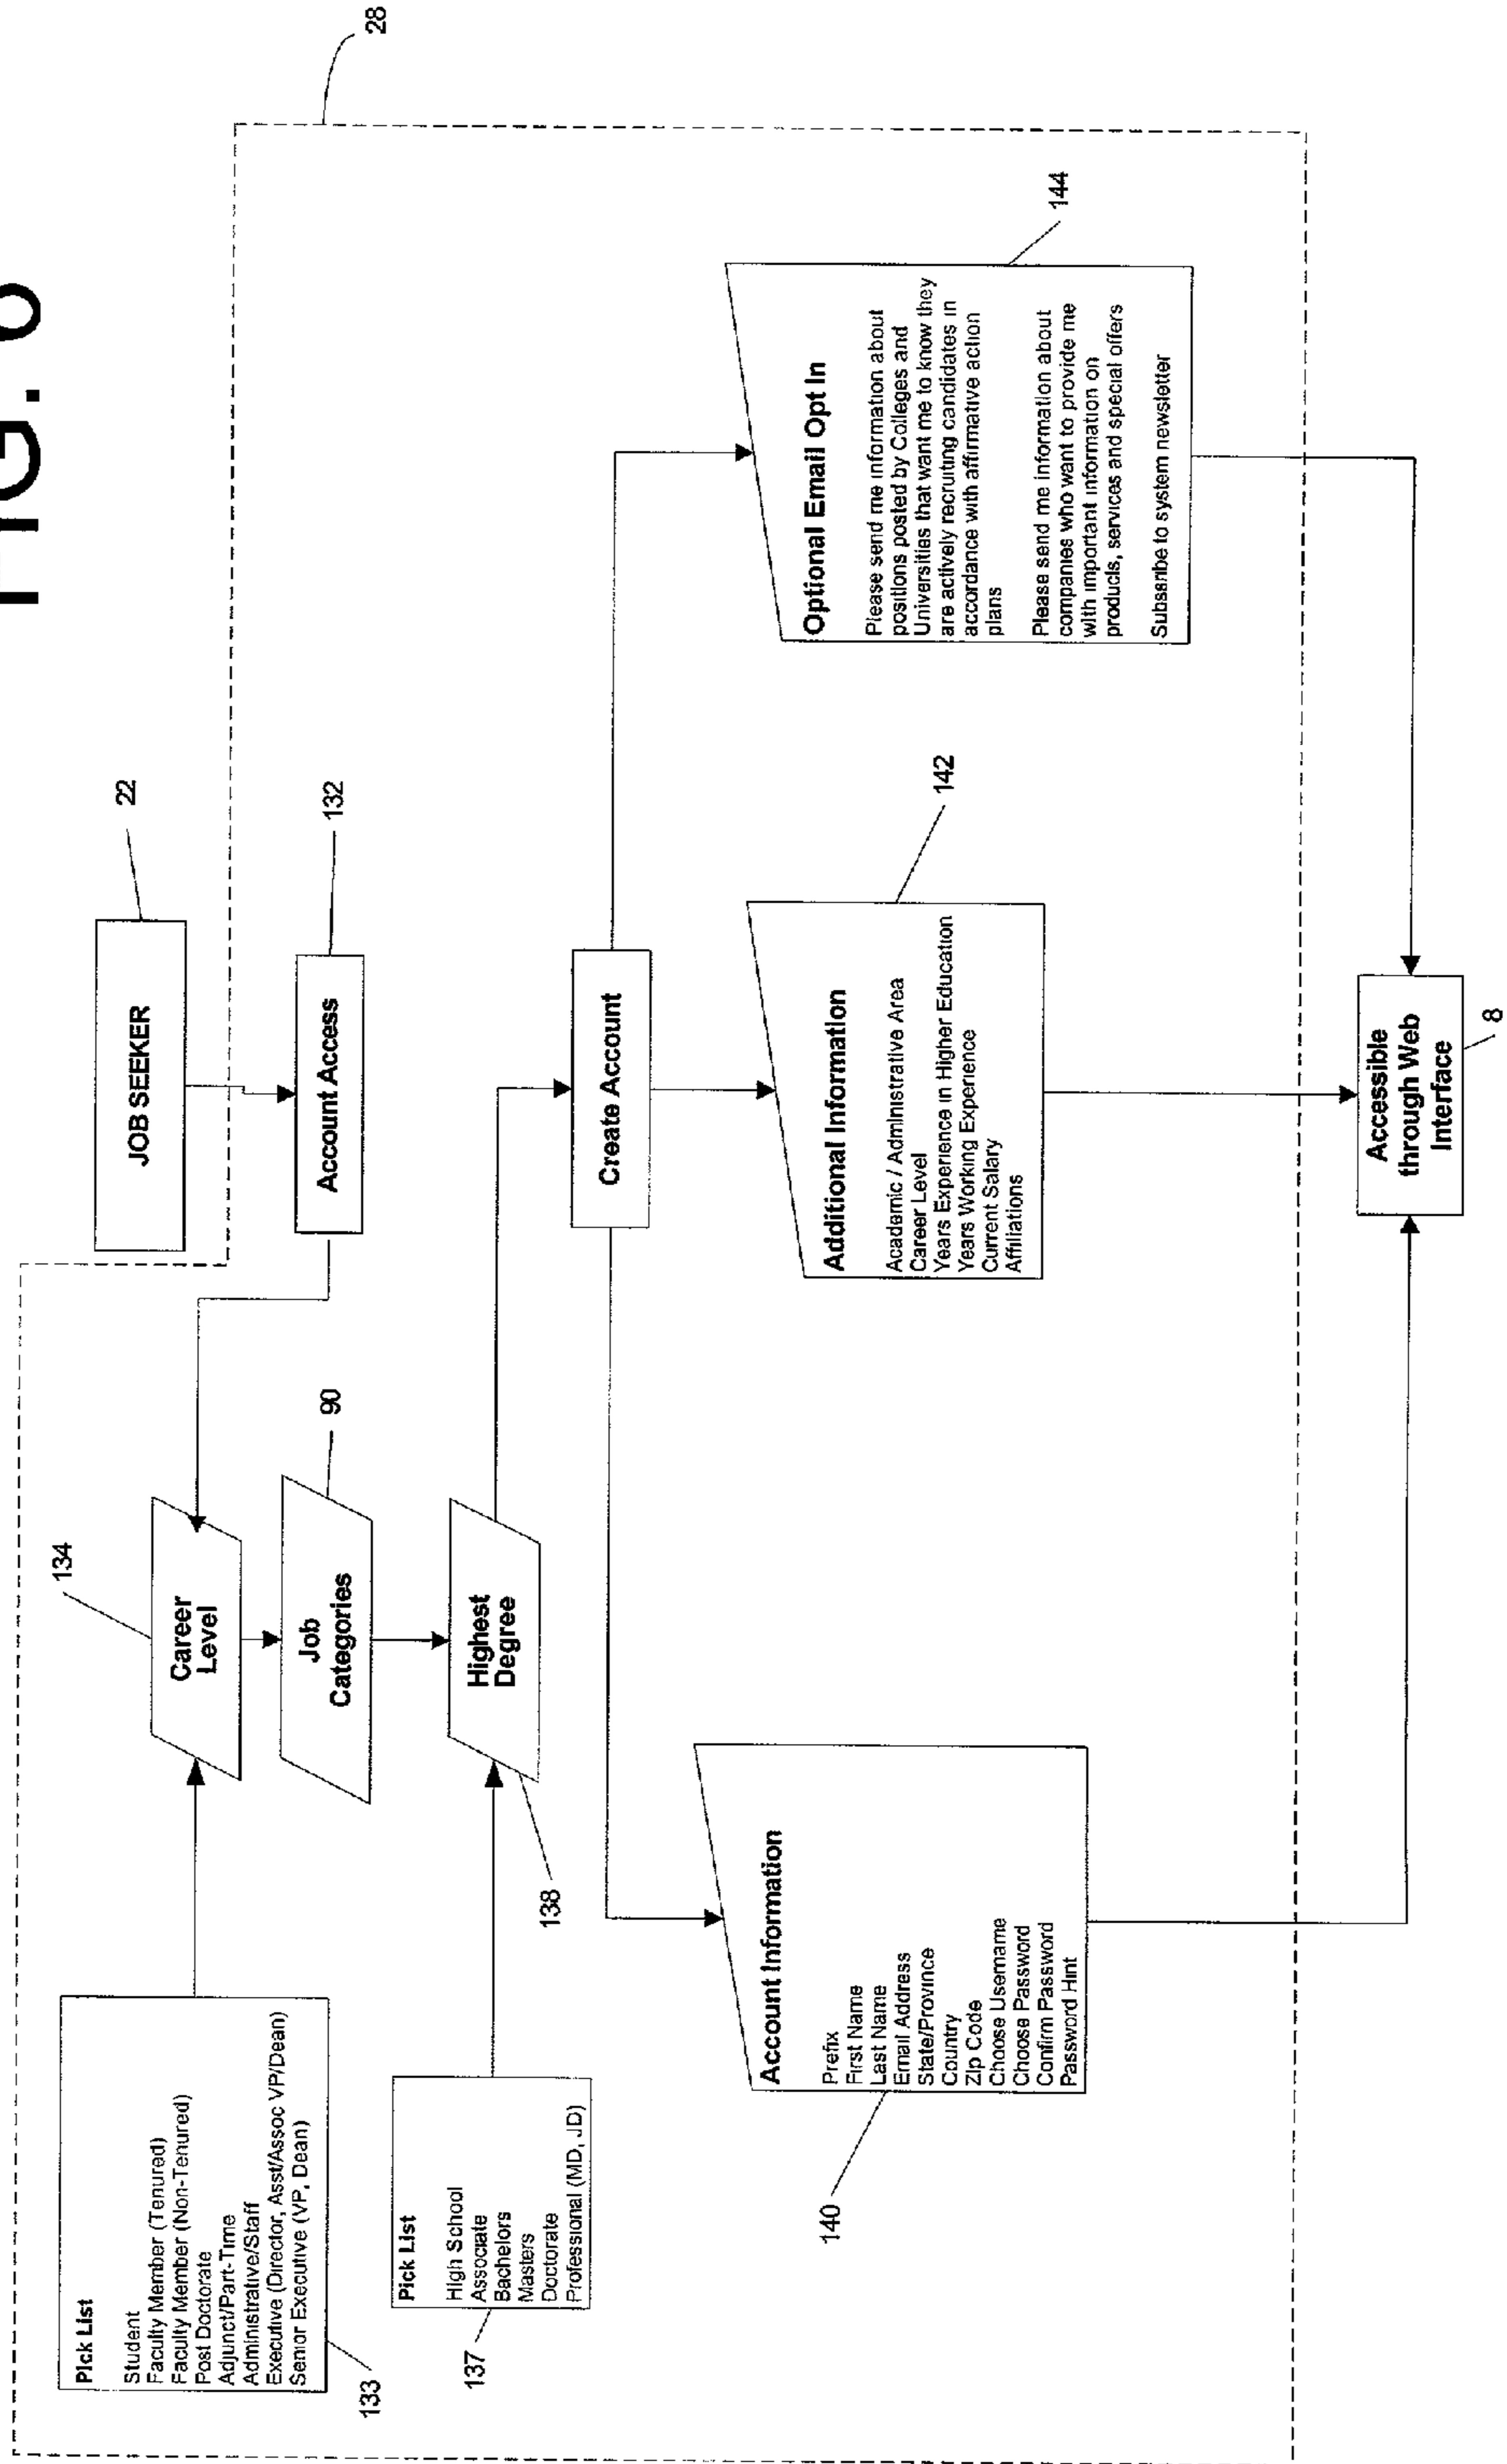 FIG.
JOB SEEKER
22
28
Account Access
132
134
Career
Level
90
Job
Categories
Highest
Degree
138
Pick List
Student
Faculty Member (Tenured)
Faculty Member (Non-Tenured)
Post Doctorate
Adjunct/Part-Time
Administrative/Staff
Executive (Director, Asst/Assoc VP/Dean)
Senior Executive (VP, Dean)
133
Pick List
High School
Associate
Bachelors
Masters
Doctorate
Professional (MD, JD)
137
Create Account
Account Information
Prefix
First Name
Last Name
Email Address
State/Province
Country
Zip Code
Choose Username
Choose Password
Confirm Password
Password Hint
140
Additional Information
Academic / Administrative Area
Career Level
Years Experience in Higher Education
Years Working Experience
Current Salary
Affiliations
142
Optional Email Opt In
Please send me information about
positions posted by Colleges and
Universities that want me to know they
are actively recruiting candidates in
accordance with affirmative action
plans
Please send me information about
companies who want to provide me
with important information on
products, services and special offers
Subscribe to system newsletter
144
Accessible
through Web
Interface
8